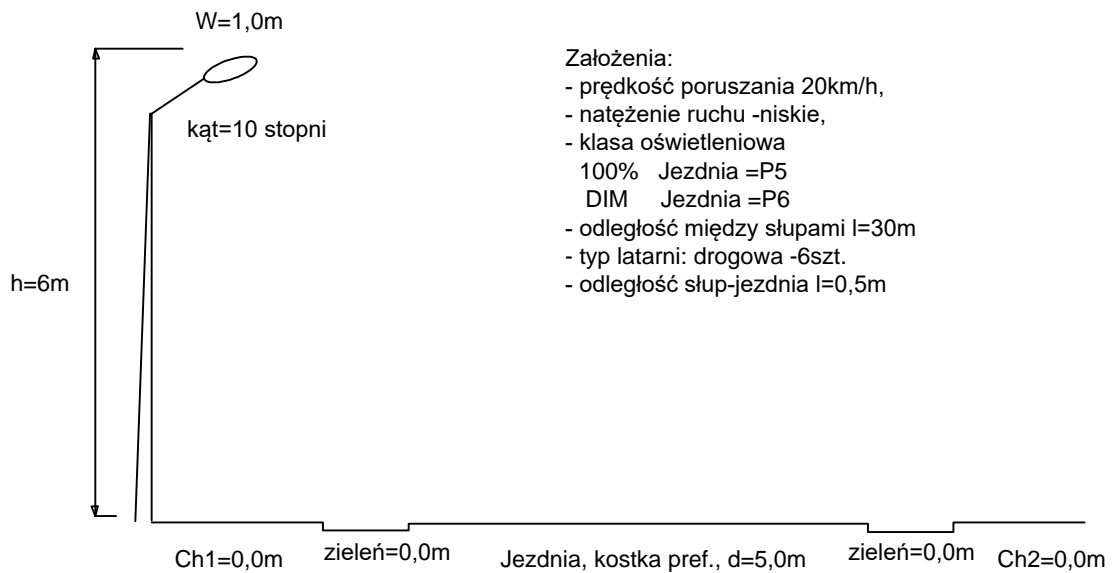 W=1,0m
kąt=10 stopni
h=6m
Założenia:
- prędkość poruszania 20km/h,
- natężenie ruchu -niskie,
- klasa oświetleniowa
100% Jezdnia =P5
DIM Jezdnia =P6
- odległość między słupami l=30m
- typ latarni: drogowa -6szt.
- odległość słup-jezdnia l=0,5m
Ch1=0,0m
zieleń=0,0m
Jezdnia, kostka pref., d=5,0m
zieleń=0,0m
Ch2=0,0m